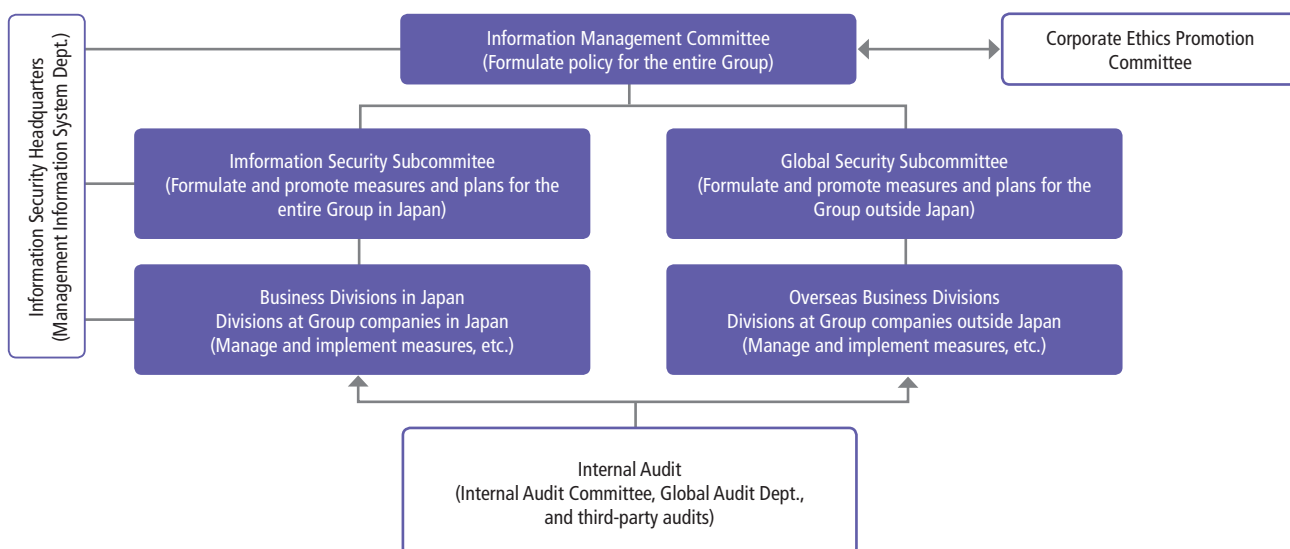 Information Security Headquarters
(Management Information System Dept.)
Information Management Committee
(Formulate policy for the entire Group)
Corporate Ethics Promotion
Committee
Imformation Security Subcommitee
(Formulate and promote measures and plans for the
entire Group in Japan)
Global Security Subcommittee
(Formulate and promote measures and plans for the
Group outside Japan)
Business Divisions in Japan
Divisions at Group companies in Japan
(Manage and implement measures, etc.)
Overseas Business Divisions
Divisions at Group companies outside Japan
(Manage and implement measures, etc.)
Internal Audit
(Internal Audit Committee, Global Audit Dept.,
and third-party audits)